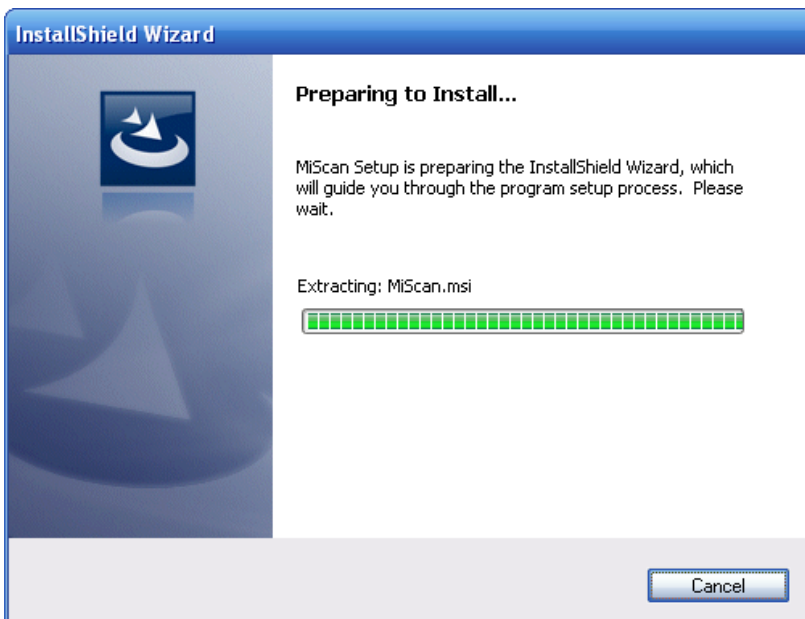 InstallShield Wizard
Preparing to Install...
MiScan Setup is preparing the InstallShield Wizard, which
will guide you through the program setup process.  Please
wait.
Extracting: MiScan.msi
Cancel